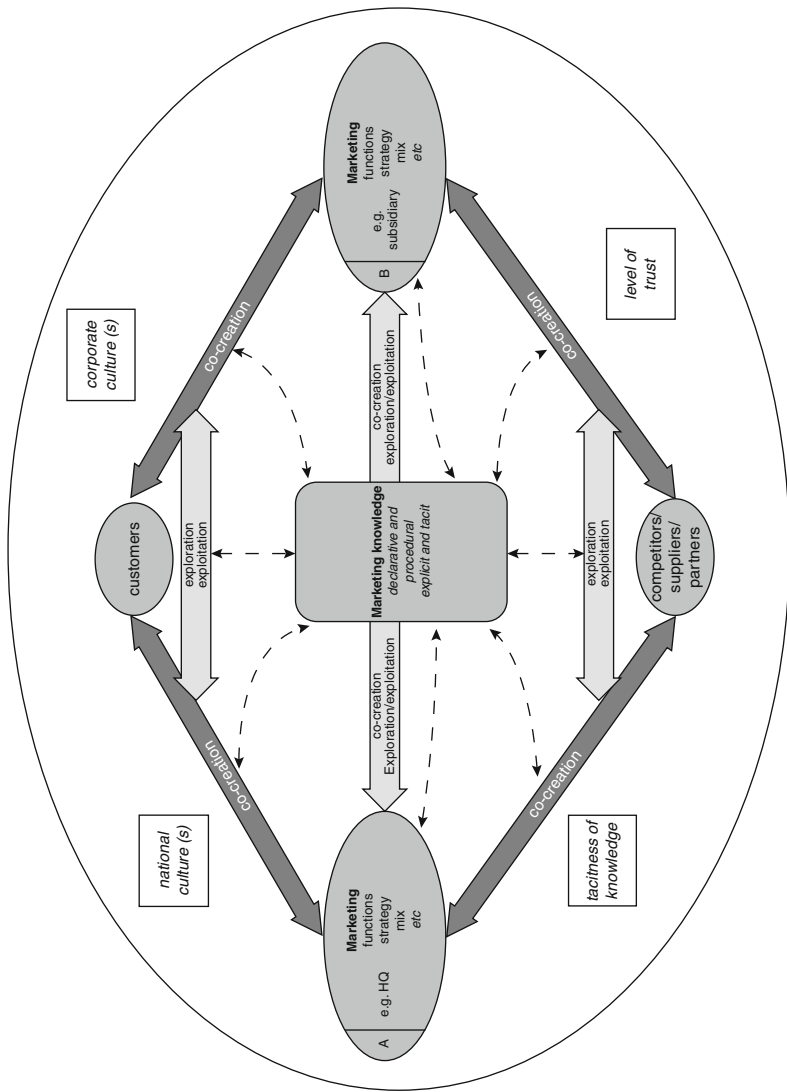 national
culture (s)
corporate
culture (s)
customers
co-creation
co-creation
exploration
exploitation
A
e.g. HQ
Marketing
functions
strategy
mix
etc
co-creation
Exploration/exploitation
Marketing knowledge
declarative and
procedural
explicit and tacit
co-creation
exploration/exploitation
B
e.g.
subsidiary
Marketing
functions
strategy
mix
etc
exploration
exploitation
co-creation
co-creation
competitors/
suppliers/
partners
tacitness of
knowledge
level of
trust